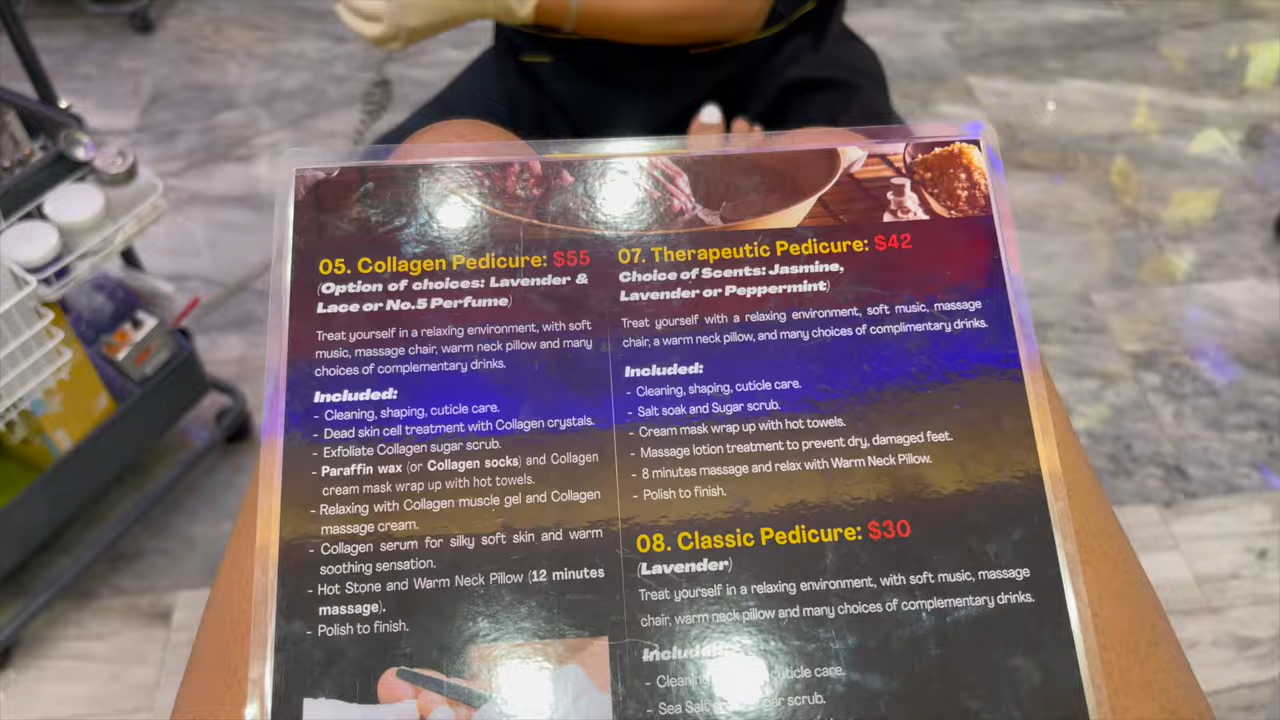 05. Collagen Pedicure: $55
(Option of choices: Lavender &
Lace or No.5 Perfume)
Treat yourself in a relaxing environment, with soft
music, massage chair, warm neck pillow and many
choices of complementary drinks.
Included:
- Cleaning, shaping, cuticle care.
- Dead skin cell treatment with Collagen crystals.
- Exfoliate Collagen sugar scrub.
- Paraffin wax (or Collagen socks) and Collagen
cream mask wrap up with hot towels.
- Relaxing with Collagen muscle gel and Collagen
massage cream.
- Collagen serum for silky soft skin and warm
soothing sensation.
- Hot Stone and Warm Neck Pillow (12 minutes
massage).
- Polish to finish.
07. Therapeutic Pedicure: $42
Choice of Scents: Jasmine,
Lavender or Peppermint)
Treat yourself with a relaxing environment, soft music, massage
chair, a warm neck pillow, and many choices of complimentary drinks.
Included:
- Cleaning, shaping, cuticle care.
- Salt soak and Sugar scrub.
- Cream mask wrap up with hot towels.
- Massage lotion treatment to prevent dry, damaged feet.
- 8 minutes massage and relax with Warm Neck Pillow.
- Polish to finish.
08. Classic Pedicure: $30
(Lavender)
Treat yourself in a relaxing environment, with soft music, massage
chair, warm neck pillow and many choices of complementary drinks.
Included:
- Cleaning, cuticle care.
- Sea Salt scrub.